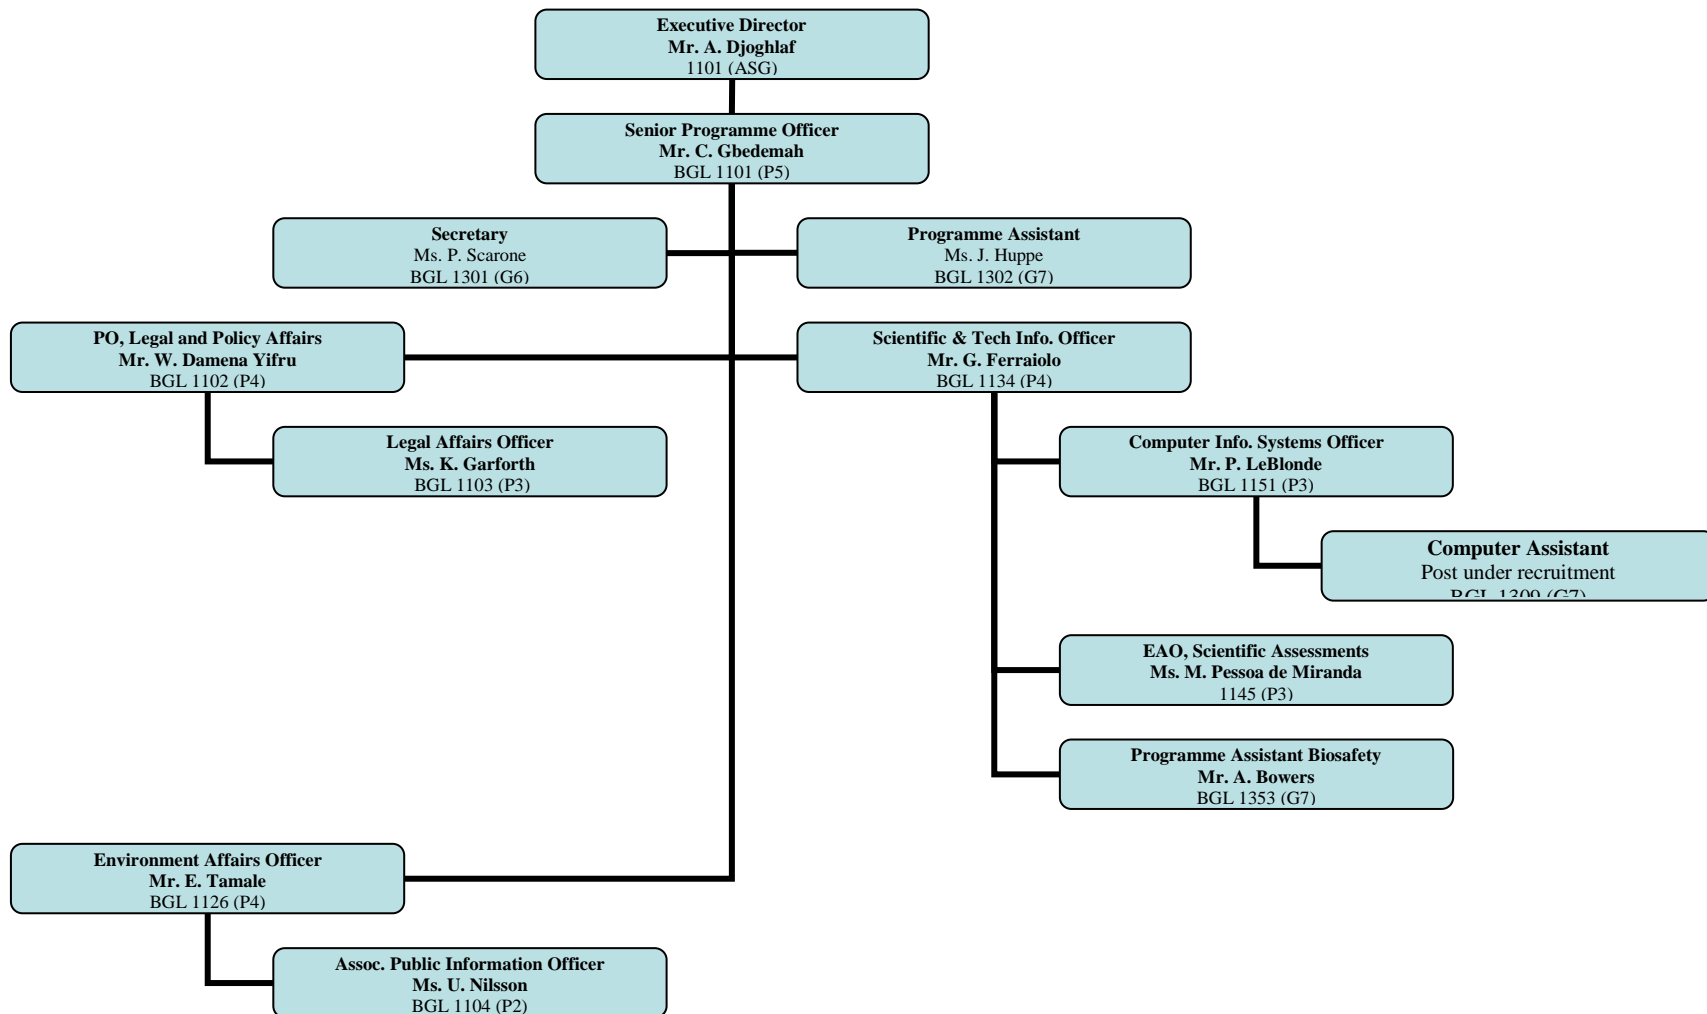 Executive Director
Mr. A. Djoghlaf
1101 (ASG)
Senior Programme Officer
Mr. C. Gbedemah
BGL 1101 (P5)
Secretary
Ms. P. Scarone
BGL 1301 (G6)
Programme Assistant
Ms. J. Huppe
BGL 1302 (G7)
PO, Legal and Policy Affairs
Mr. W. Damena Yifru
BGL 1102 (P4)
Scientific & Tech Info. Officer
Mr. G. Ferraiolo
BGL 1134 (P4)
Legal Affairs Officer
Ms. K. Garforth
BGL 1103 (P3)
Computer Info. Systems Officer
Mr. P. LeBlonde
BGL 1151 (P3)
Computer Assistant
Post under recruitment
BGL 1309 (G7)
EAO, Scientific Assessments
Ms. M. Pessoa de Miranda
1145 (P3)
Programme Assistant Biosafety
Mr. A. Bowers
BGL 1353 (G7)
Environment Affairs Officer
Mr. E. Tamale
BGL 1126 (P4)
Assoc. Public Information Officer
Ms. U. Nilsson
BGL 1104 (P2)